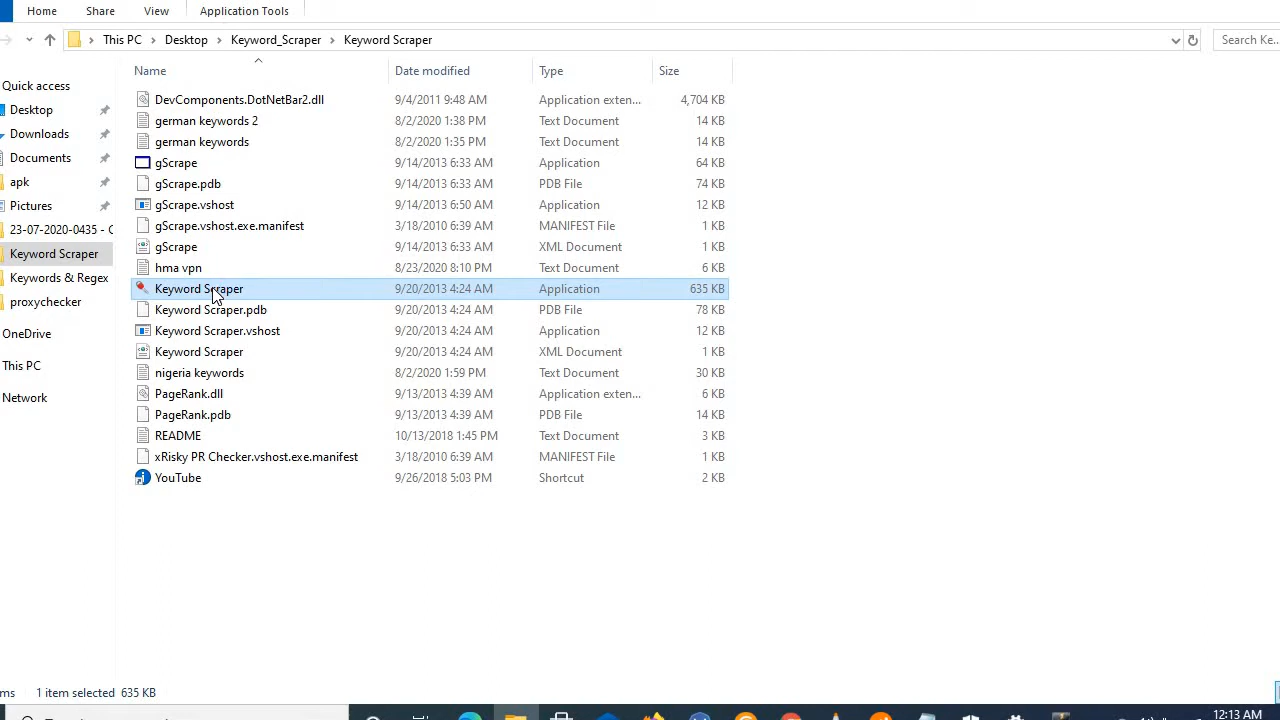 Home Share View Application Tools
This PC Desktop Keyword_Scraper Keyword Scraper Search Ke...
Name Date modified Type Size
Quick access
Desktop
Downloads
Documents
apk
Pictures
23-07-2020-0435 - C
Keyword Scraper
Keywords & Regex
proxychecker
OneDrive
This PC
Network
DevComponents.DotNetBar2.dll 9/4/2011 9:48 AM Application exten... 4,704 KB
german keywords 2 8/2/2020 1:38 PM Text Document 14 KB
german keywords 8/2/2020 1:35 PM Text Document 14 KB
gScrape 9/14/2013 6:33 AM Application 64 KB
gScrape.pdb 9/14/2013 6:33 AM PDB File 74 KB
gScrape.vshost 9/14/2013 6:50 AM Application 12 KB
gScrape.vshost.exe.manifest 3/18/2010 6:39 AM MANIFEST File 1 KB
gScrape 9/14/2013 6:33 AM XML Document 1 KB
hma vpn 8/23/2020 8:10 PM Text Document 6 KB
Keyword Scraper 9/20/2013 4:24 AM Application 635 KB
Keyword Scraper.pdb 9/20/2013 4:24 AM PDB File 78 KB
Keyword Scraper.vshost 9/20/2013 4:24 AM Application 12 KB
Keyword Scraper 9/20/2013 4:24 AM XML Document 1 KB
nigeria keywords 8/2/2020 1:59 PM Text Document 30 KB
PageRank.dll 9/13/2013 4:39 AM Application exten... 6 KB
PageRank.pdb 9/13/2013 4:39 AM PDB File 14 KB
README 10/13/2018 1:45 PM Text Document 3 KB
xRisky PR Checker.vshost.exe.manifest 3/18/2010 6:39 AM MANIFEST File 1 KB
YouTube 9/26/2018 5:03 PM Shortcut 2 KB
ms 1 item selected 635 KB
12:13 AM